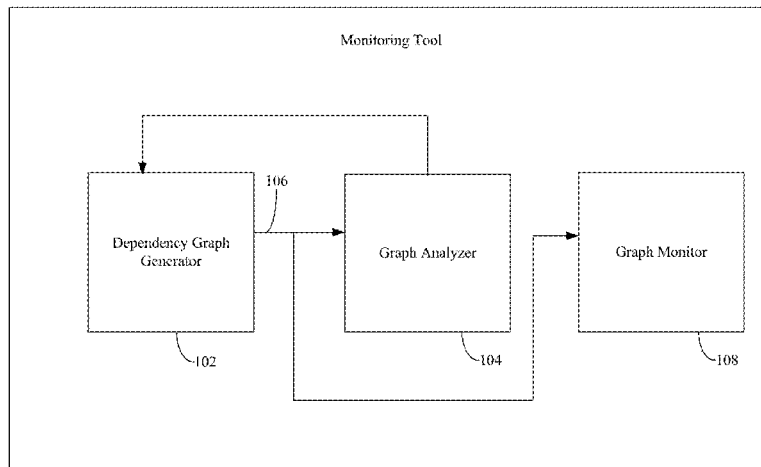 Monitoring Tool
106
Dependency Graph
Generator
Graph Analyzer
Graph Monitor
102
104
108